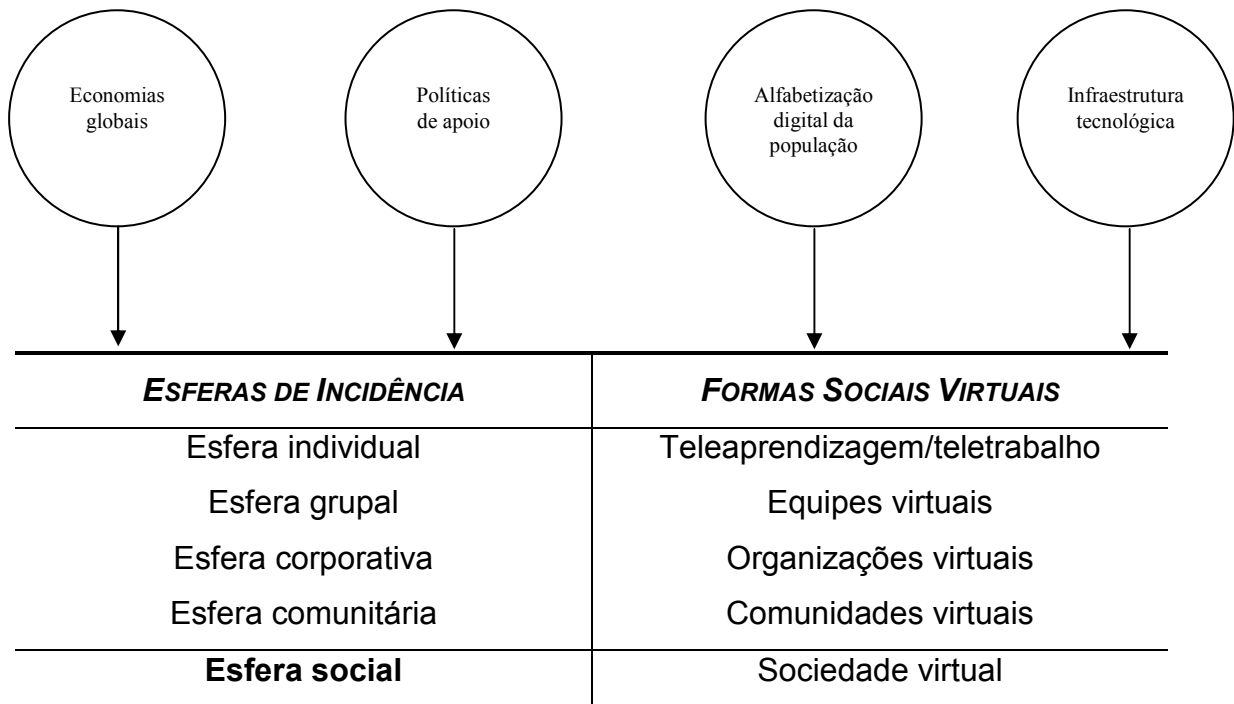 Economias
globais
Políticas
de apoio
Alfabetização
digital da
população
Infraestrutura
tecnológica
ESFERAS DE INCIDÊNCIA
FORMAS SOCIAIS VIRTUAIS
Esfera individual
Teleaprendizagem/teletrabalho
Esfera grupal
Equipes virtuais
Esfera corporativa
Organizações virtuais
Esfera comunitária
Comunidades virtuais
Esfera social
Sociedade virtual